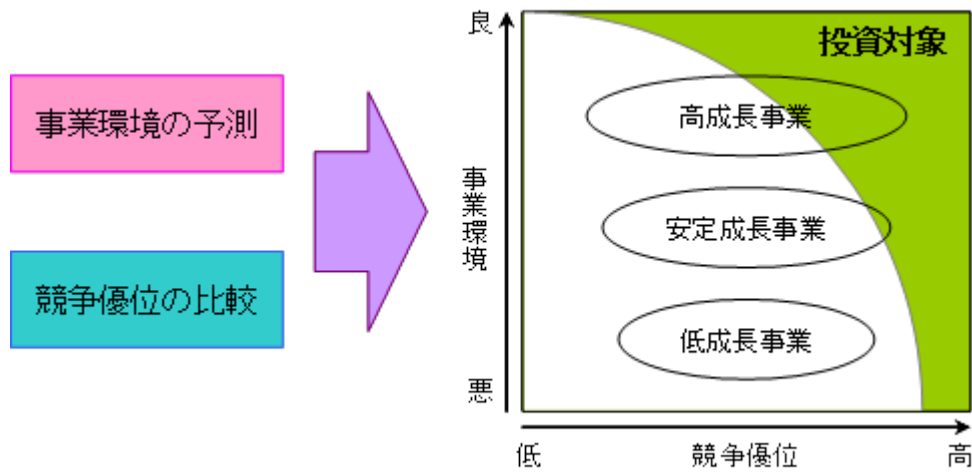 事業環境の予測
競争優位の比較
良
事業環境
悪
投資対象
高成長事業
安定成長事業
低成長事業
低
競争優位
高